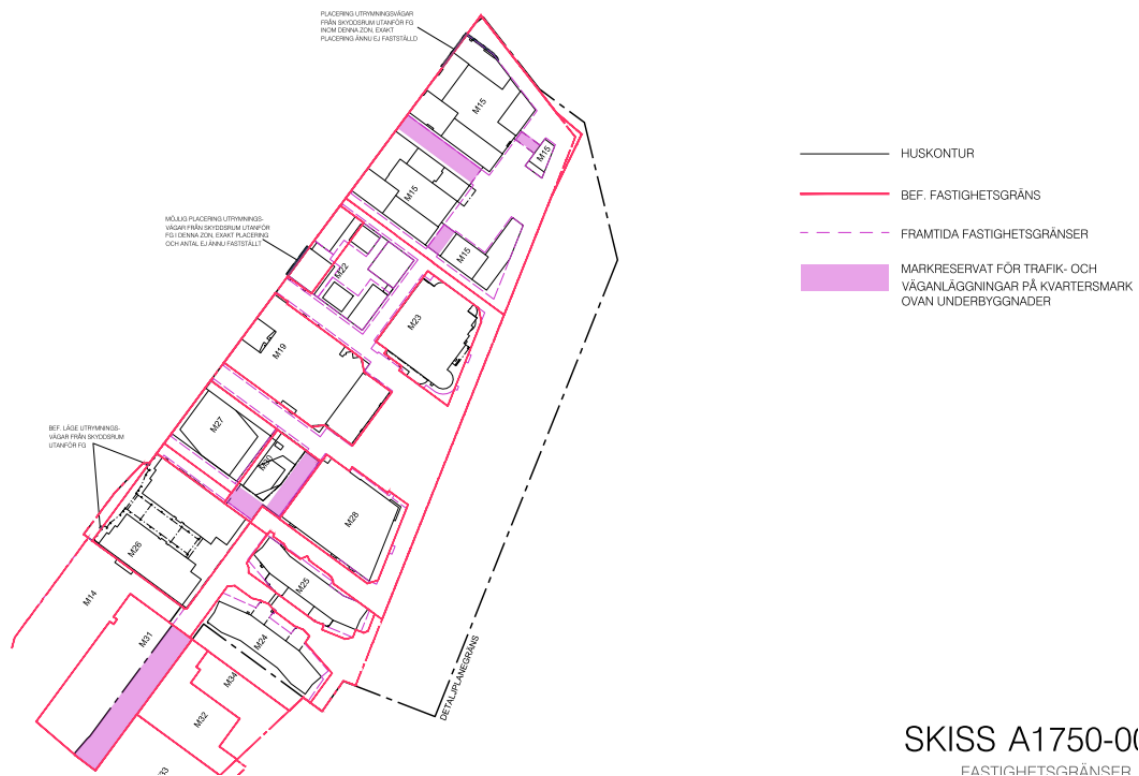 PLACERING UTRYMNINGSVÄGAR
FRÅN SKYDDSRUM UTANFÖR FG
INOM DENNA ZON, EXAKT
PLACERING ÄNNU EJ FASTSTÄLLD
M15
M15
M15
M15
HUSKONTUR
BEF. FASTIGHETSGRÄNS
FRAMTIDA FASTIGHETSGRÄNSER
MARKRESERVAT FÖR TRAFIK- OCH
VÄGANLÄGGNINGAR PÅ KVARTERSMARK
OVAN UNDERBYGGNADER
MÖJLIG PLACERING UTRYMNINGS-
VÄGAR FRÅN SKYDDSRUM UTANFÖR
FG I DENNA ZON, EXAKT PLACERING
OCH ANTAL EJ ÄNNU FASTSTÄLLT
M22
M23
M19
M27
BEF. LÄGE UTRYMNINGS-
VÄGAR FRÅN SKYDDSRUM
UTANFÖR FG
M28
M26
M25
M14
M31
M24
M34
M32
DETALJPLANEGRÄNS
SKISS A1750-00
FASTIGHETSGRÄNSER